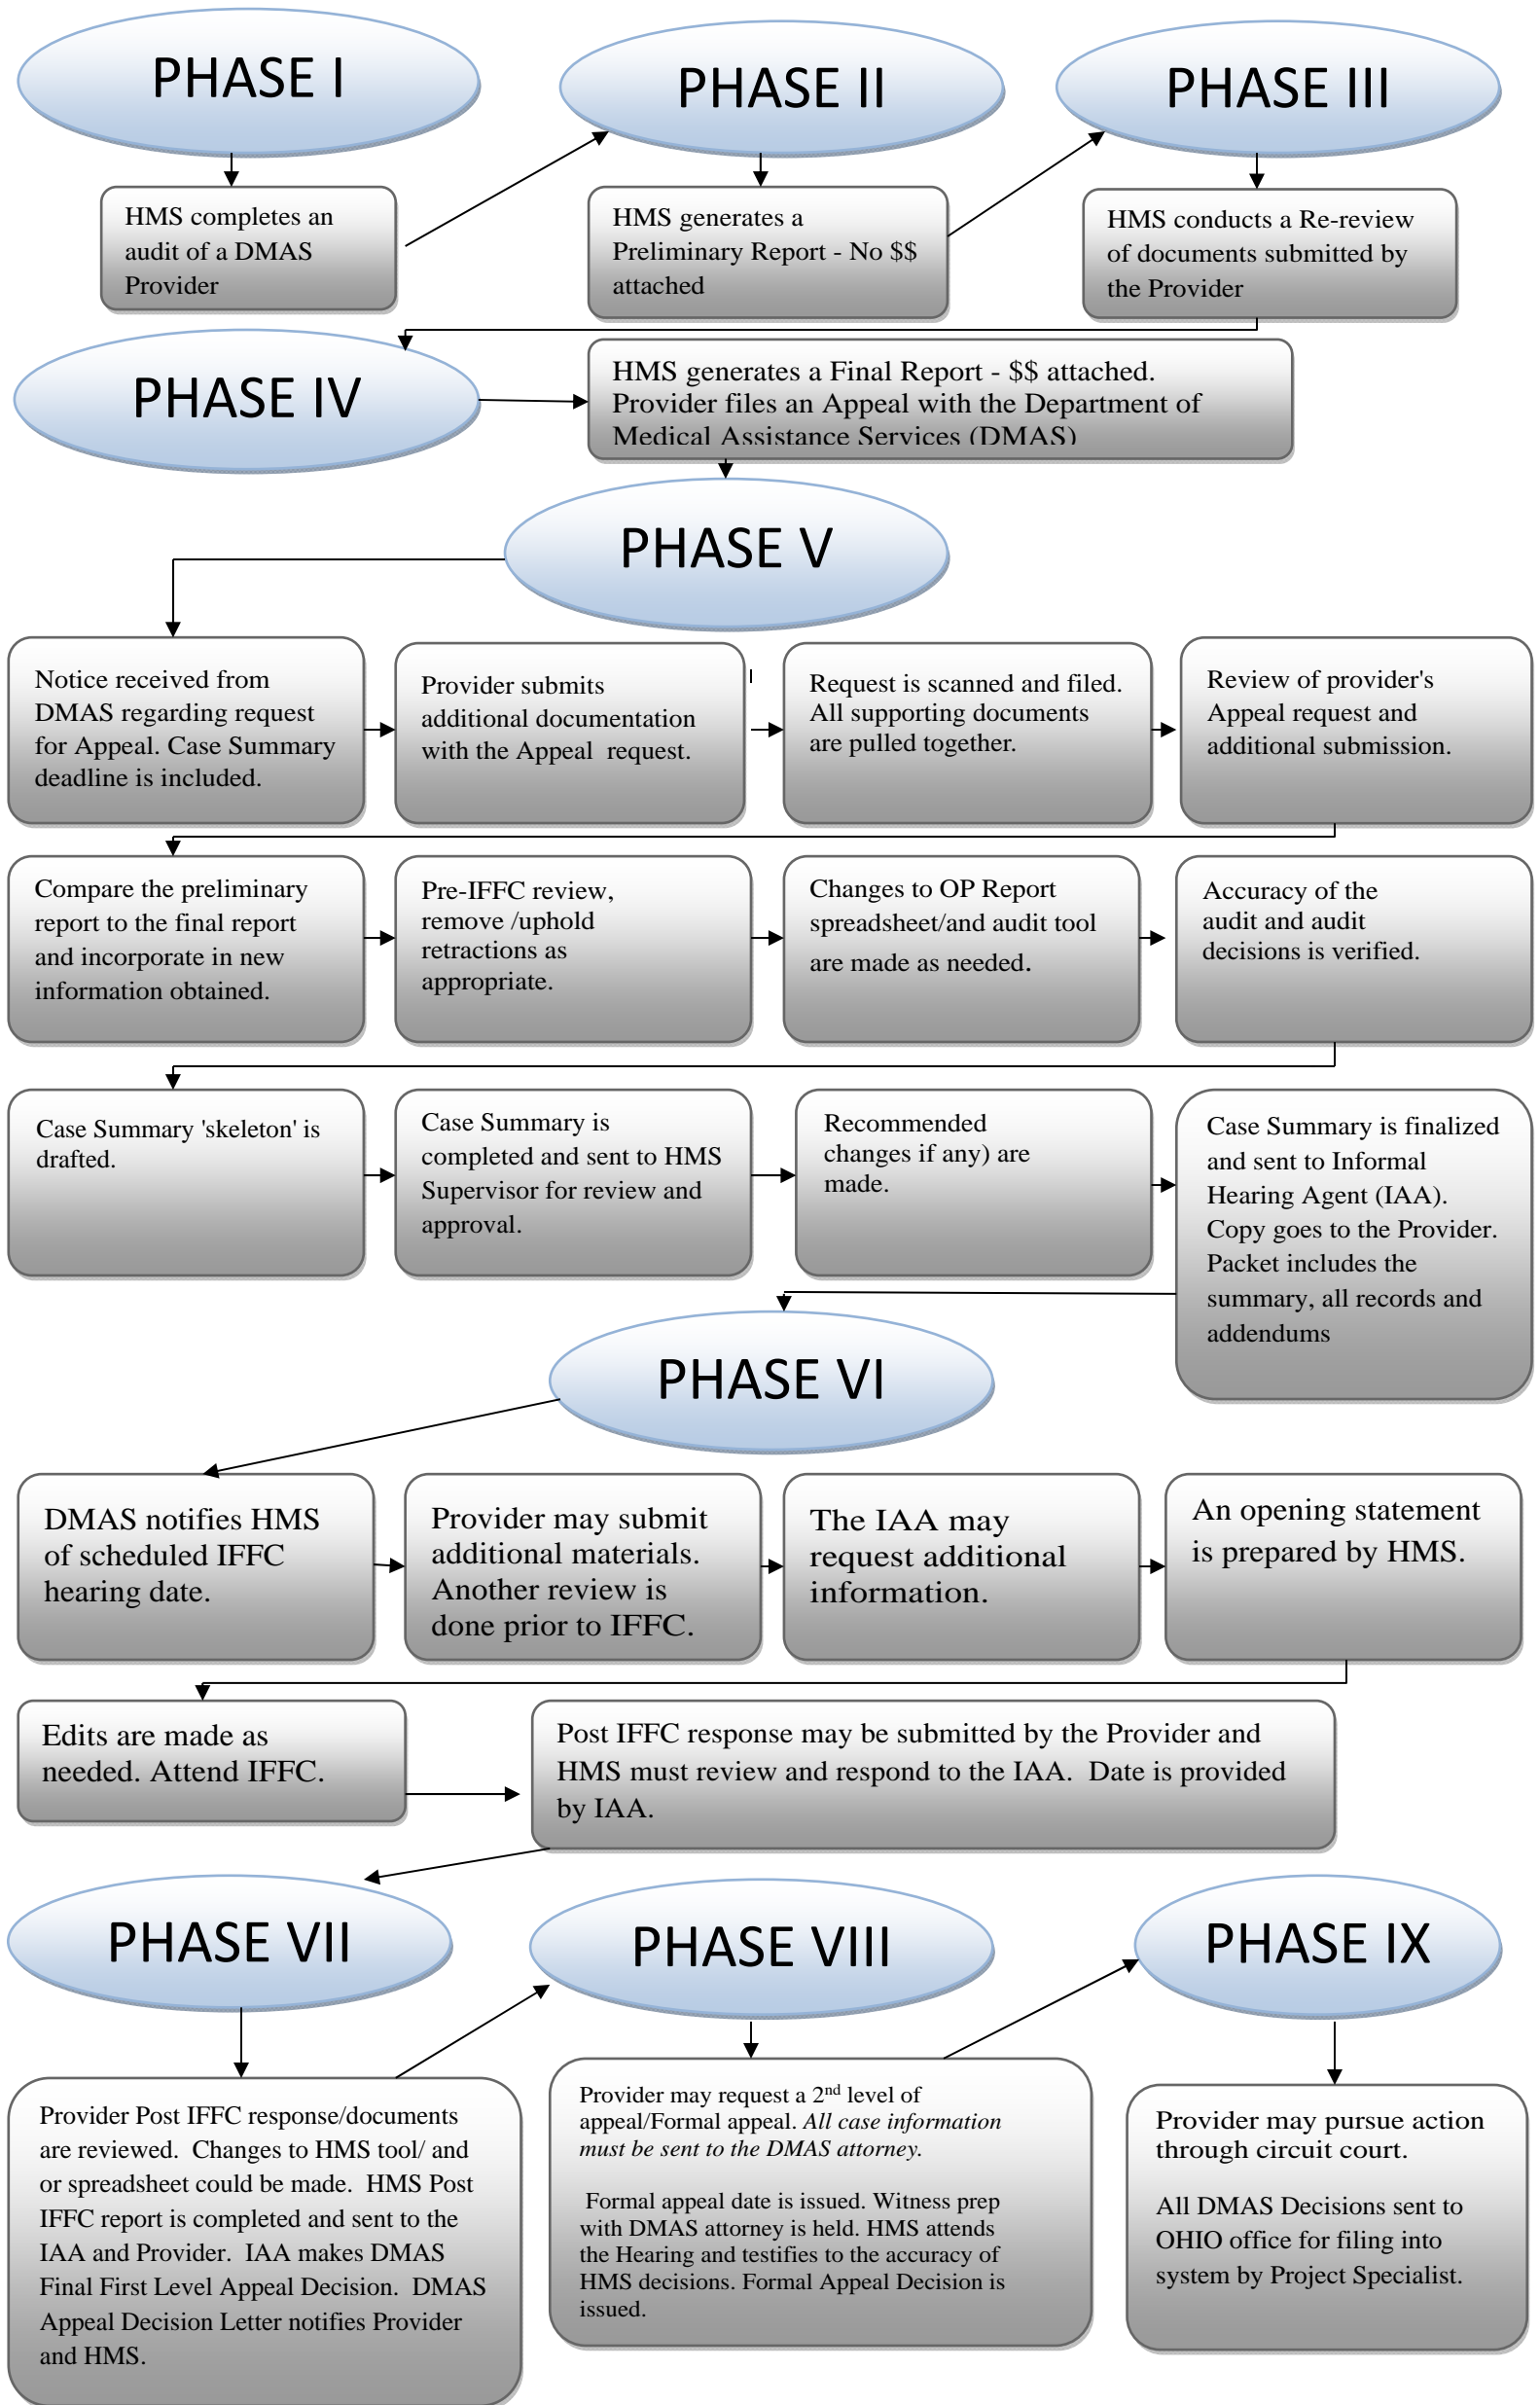 PHASE I
PHASE II
PHASE III
HMS completes an
audit of a DMAS
Provider
HMS generates a
Preliminary Report - No $$
attached
HMS conducts a Re-review
of documents submitted by
the Provider
PHASE IV
HMS generates a Final Report - $$ attached.
Provider files an Appeal with the Department of
Medical Assistance Services (DMAS)
PHASE V
Notice received from
DMAS regarding request
for Appeal. Case Summary
deadline is included.
Provider submits
additional documentation
with the Appeal  request.
Request is scanned and filed.
All supporting documents
are pulled together.
Review of provider's
Appeal request and
additional submission.
Compare the preliminary
report to the final report
and incorporate in new
information obtained.
Pre-IFFC review,
remove /uphold
retractions as
appropriate.
Changes to OP Report
spreadsheet/and audit tool
are made as needed.
Accuracy of the
audit and audit
decisions is verified.
Case Summary 'skeleton' is
drafted.
Case Summary is
completed and sent to HMS
Supervisor for review and
approval.
Recommended
changes if any) are
made.
Case Summary is finalized
and sent to Informal
Hearing Agent (IAA).
Copy goes to the Provider.
Packet includes the
summary, all records and
addendums
PHASE VI
DMAS notifies HMS
of scheduled IFFC
hearing date.
Provider may submit
additional materials.
Another review is
done prior to IFFC.
The IAA may
request additional
information.
An opening statement
is prepared by HMS.
Edits are made as
needed. Attend IFFC.
Post IFFC response may be submitted by the Provider and
HMS must review and respond to the IAA.  Date is provided
by IAA.
PHASE VII
PHASE VIII
PHASE IX
Provider Post IFFC response/documents
are reviewed.  Changes to HMS tool/ and
or spreadsheet could be made.  HMS Post
IFFC report is completed and sent to the
IAA and Provider.  IAA makes DMAS
Final First Level Appeal Decision.  DMAS
Appeal Decision Letter notifies Provider
and HMS.
Provider may request a 2nd level of
appeal/Formal appeal. All case information
must be sent to the DMAS attorney.
Formal appeal date is issued. Witness prep
with DMAS attorney is held. HMS attends
the Hearing and testifies to the accuracy of
HMS decisions. Formal Appeal Decision is
issued.
Provider may pursue action
through circuit court.
All DMAS Decisions sent to
OHIO office for filing into
system by Project Specialist.